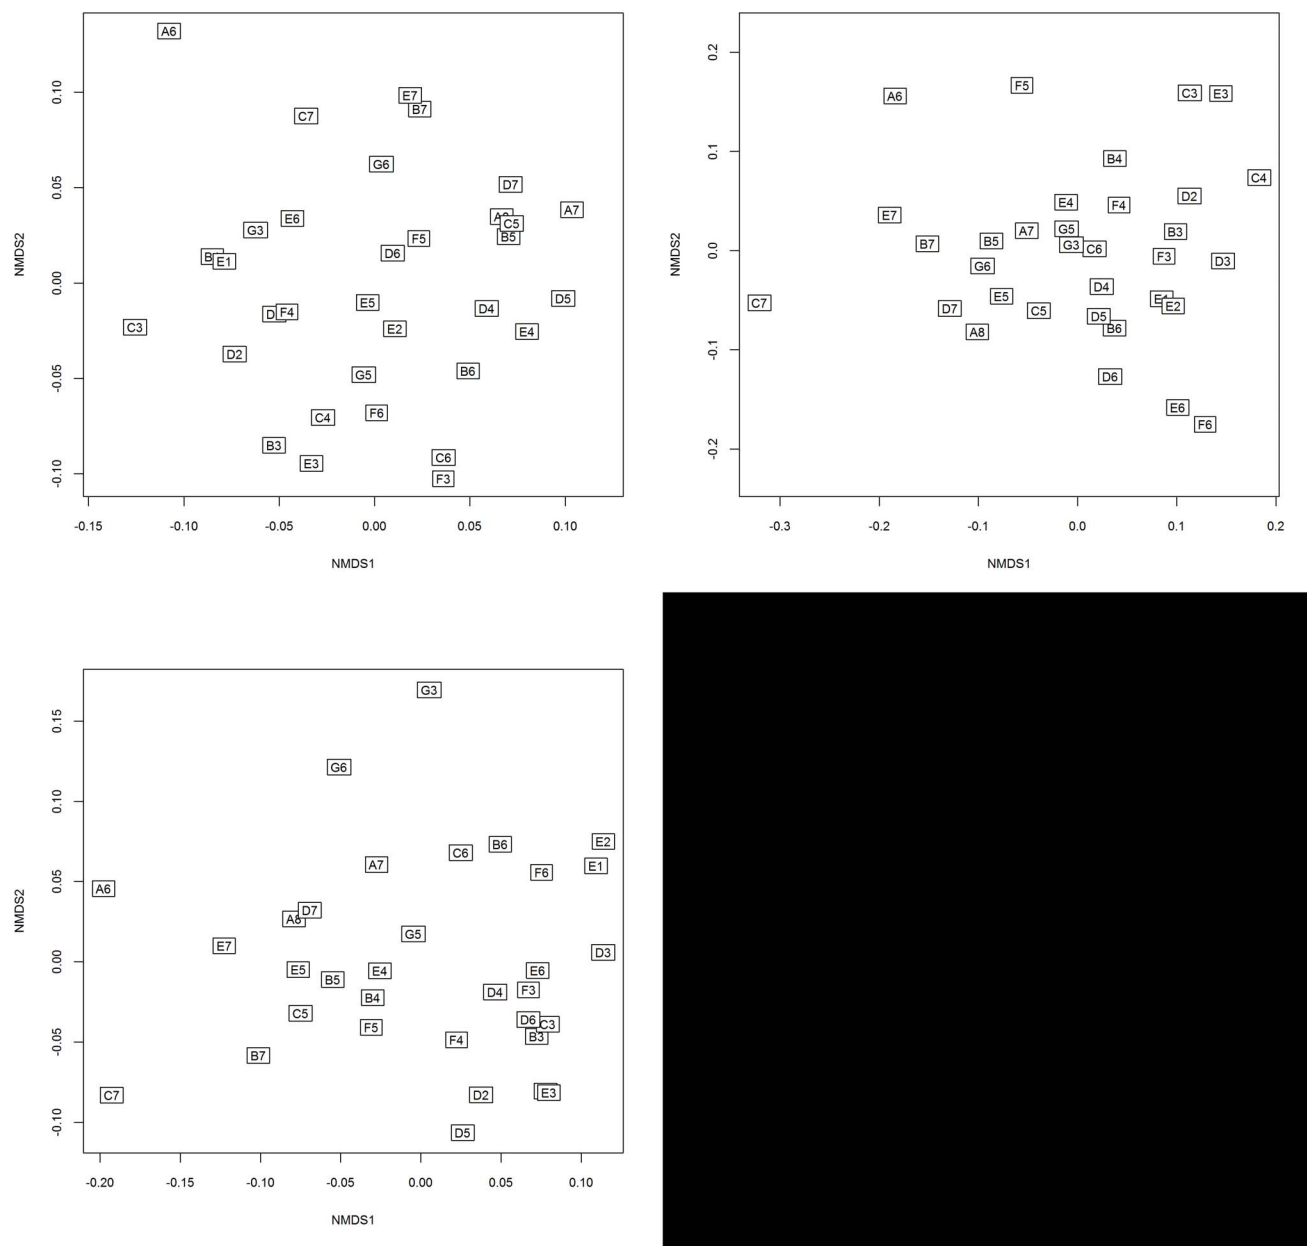 A6
0.10
E7
B7
C7
G6
0.05
D7
A7
C5
E6
G3
F5
B5
D6
E1
NMDS2
0.00
E5
D5
D4
F4
C3
E2
E4
D2
G5
B6
-0.05
F6
C4
B3
C6
E3
F3
-0.10
-0.15 -0.10 -0.05 0.00 0.05 0.10
NMDS1
0.2
F5
C3 E3
A6
0.1
B4
C4
D2
E4 F4
E7
G5
A7 B3
B5
B7
G3
C6
NMDS2
0.0
F3
D3
G6
D4
E5
E2
C7
D7
C5
D5
B6
A8
-0.1
D6
E6
F6
-0.2
-0.3 -0.2 -0.1 0.0 0.1 0.2
NMDS1
G3
0.15
G6
0.10
E2
B6
C6
A7
E1
F6
0.05
A6
D7
A8
G5
E7
D3
NMDS2
0.00
E5
E4
E6
B5
F3
D4
B4
C5
D6
C3
F5
B3
F4
-0.05
B7
C7
D2
E3
-0.10
D5
-0.20 -0.15 -0.10 -0.05 0.00 0.05 0.10
NMDS1